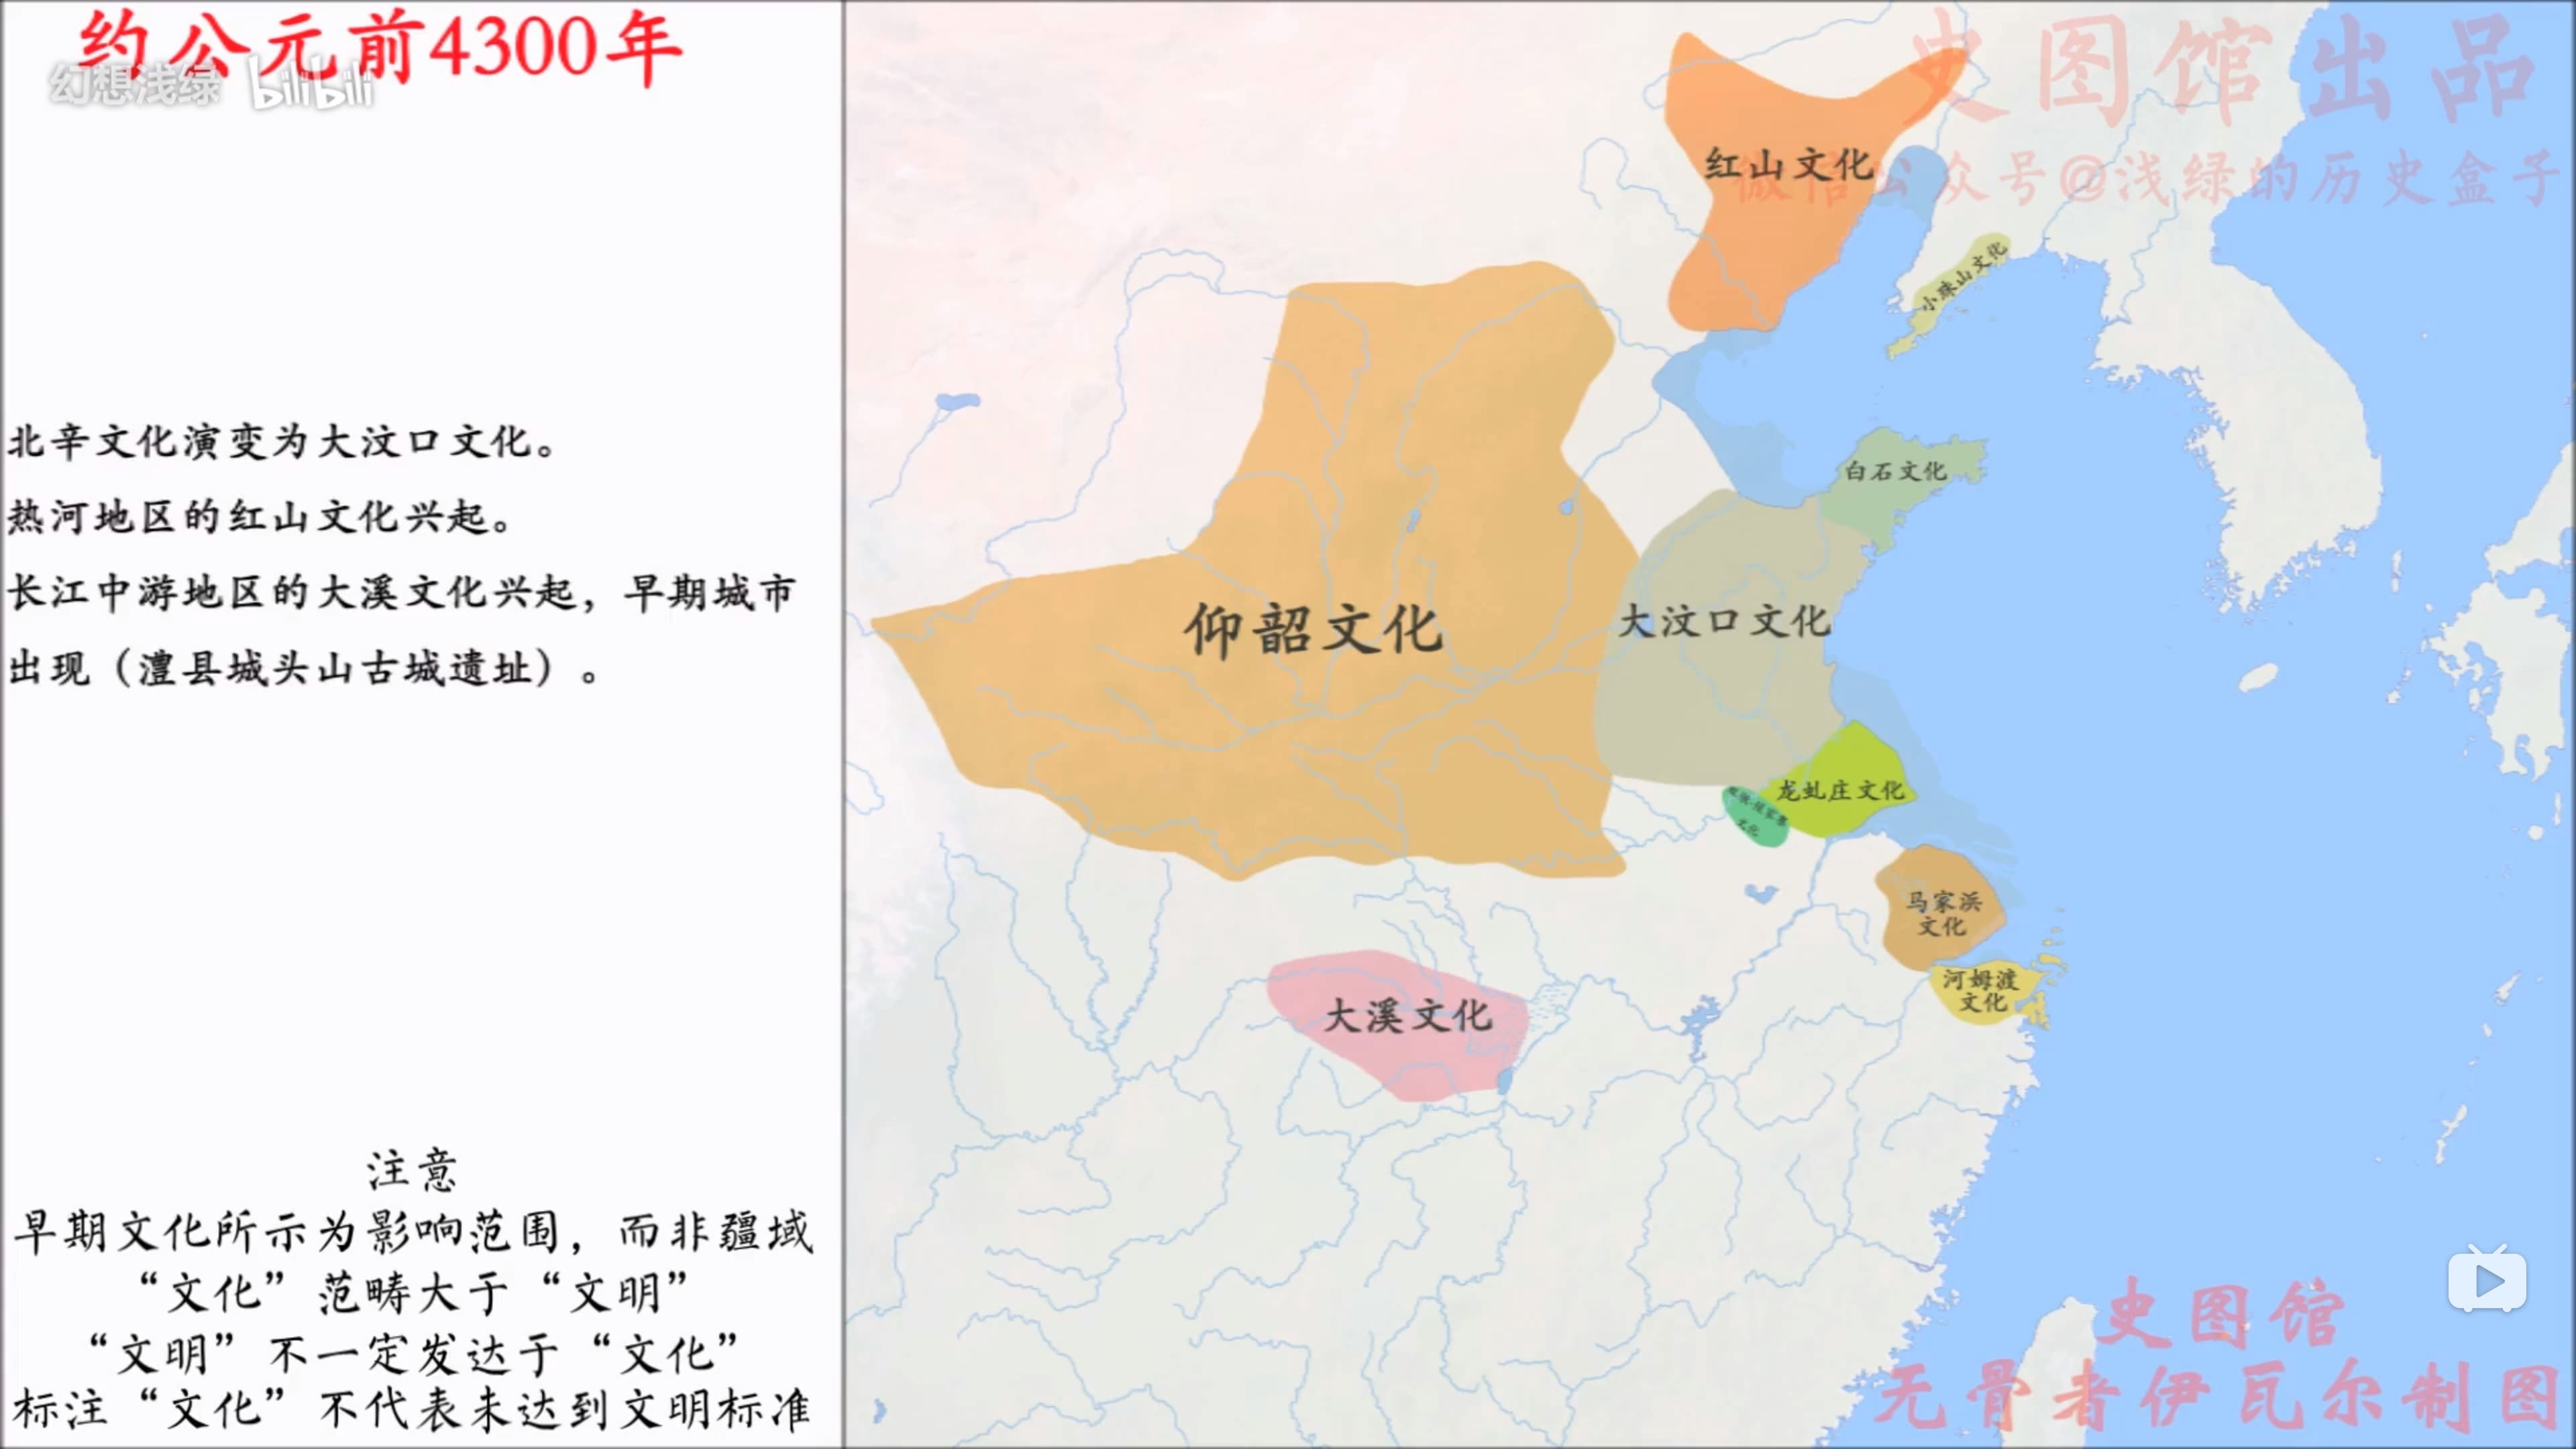 约公元前4300年
幻想浅绿 bilibili
北辛文化演变为大汶口文化。
热河地区的红山文化兴起。
长江中游地区的大溪文化兴起，早期城市
出现（澧县城头山古城遗址）。
注意
早期文化所示为影响范围，而非疆域
“文化”范畴大于“文明”
“文明”不一定发达于“文化”
标注“文化”不代表未达到文明标准
史图馆出品
微信公众号@浅绿的历史盒子
红山文化
小珠山文化
白石文化
仰韶文化
大汶口文化
龙虬庄文化
文化
马家浜
文化
河姆渡
文化
大溪文化
史图馆
无骨者伊瓦尔制图